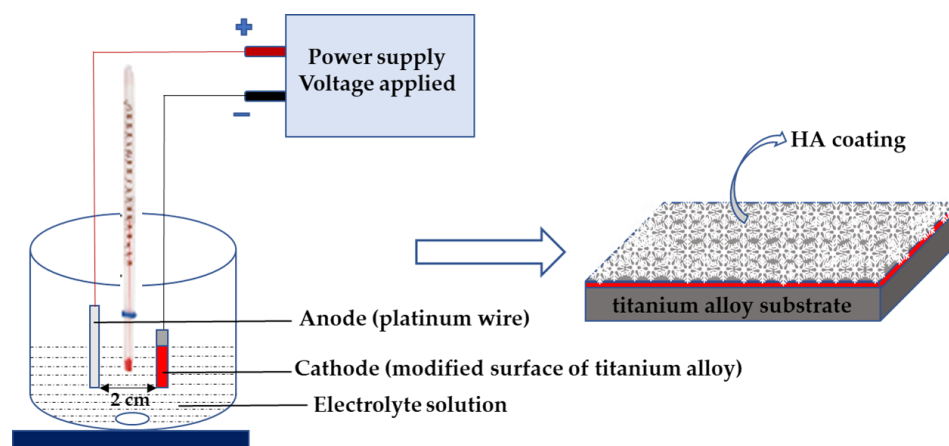 +
Power supply
Voltage applied
−
HA coating
titanium alloy substrate
Anode (platinum wire)
Cathode (modified surface of titanium alloy)
2 cm
Electrolyte solution